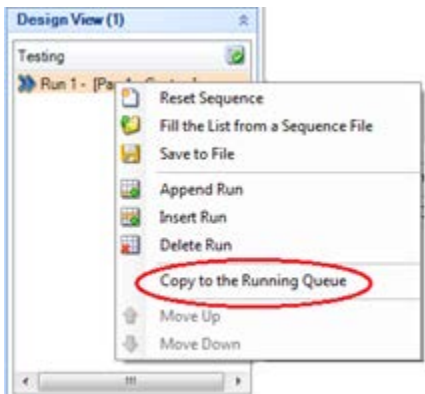 Design View (1)
Testing
Run 1 - [Pa
Reset Sequence
Fill the List from a Sequence File
Save to File
Append Run
Insert Run
Delete Run
Copy to the Running Queue
Move Up
Move Down